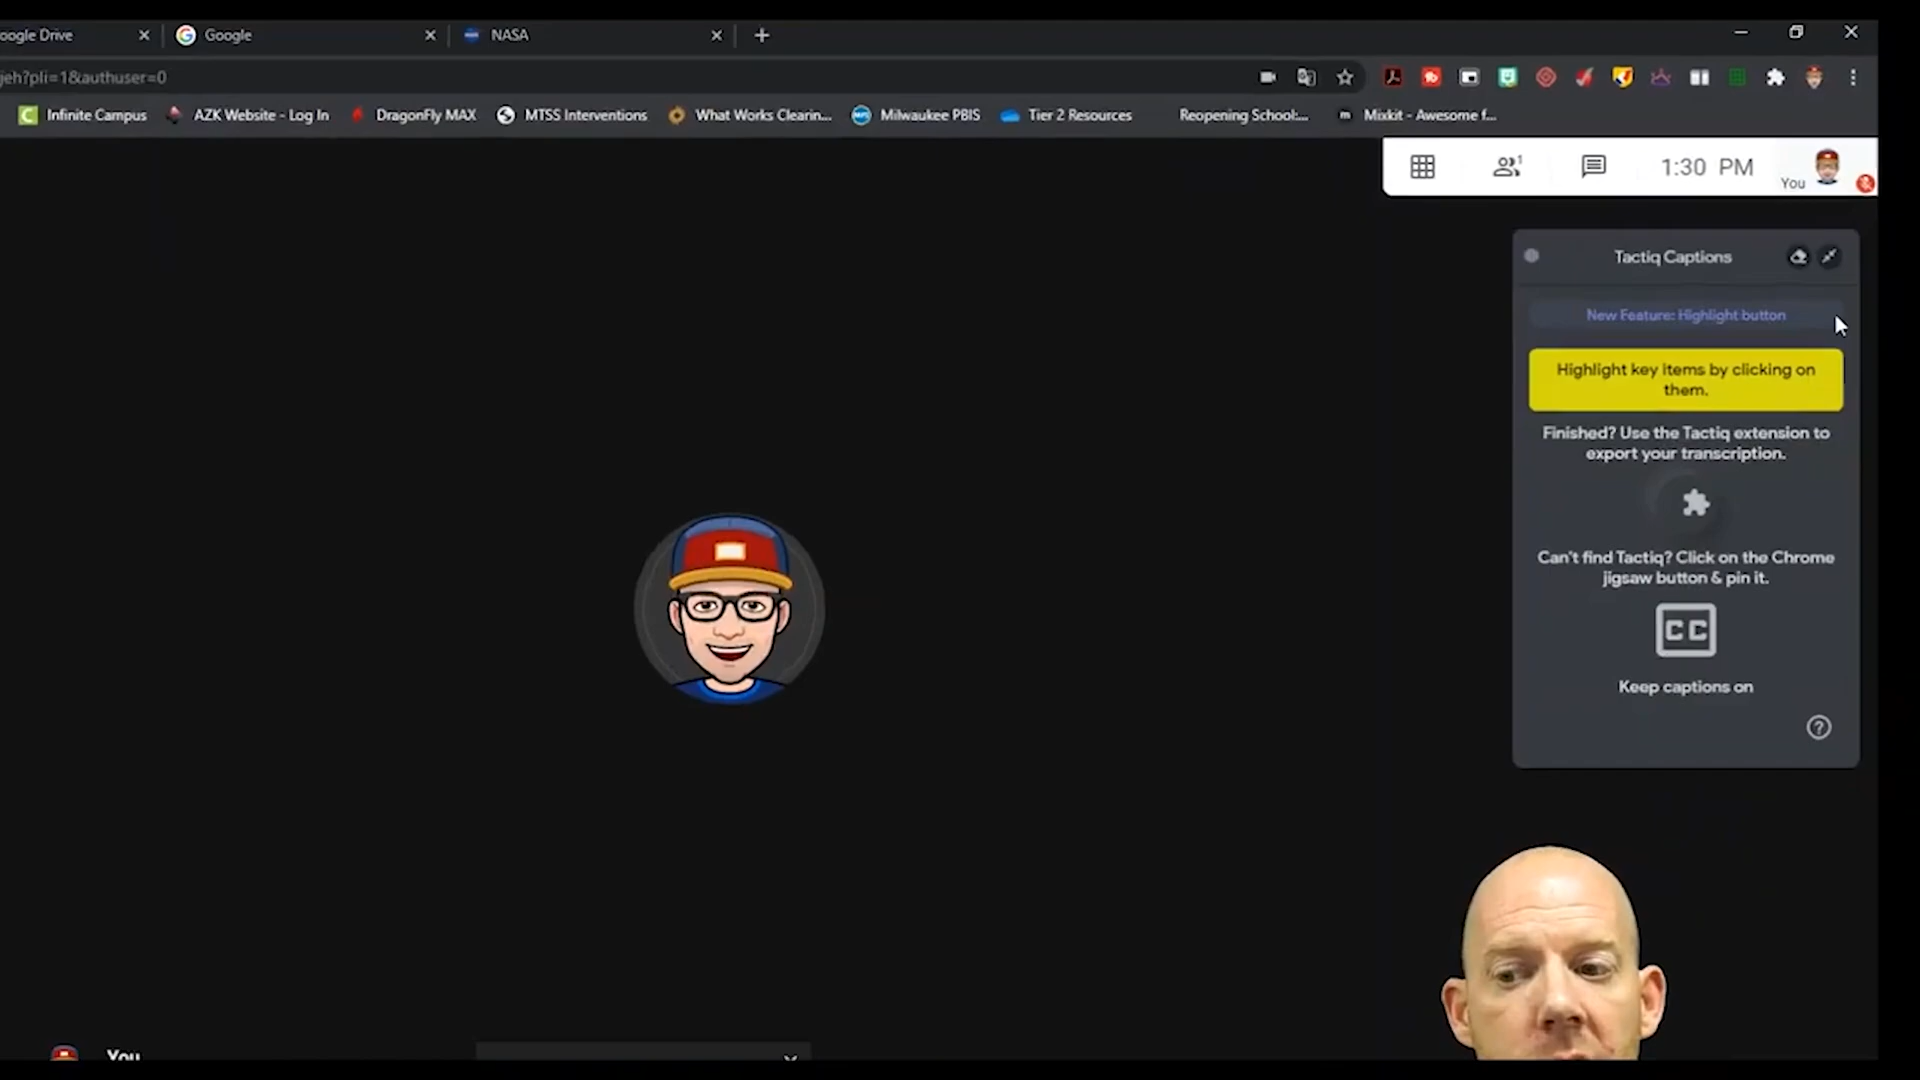 oogle Drive
Google
NASA
jeh?pli=1&authuser=0
Infinite Campus
AZK Website - Log In
DragonFly MAX
MTSS Interventions
What Works Clearin...
Milwaukee PBIS
Tier 2 Resources
Reopening School:...
Mixkit - Awesome f...
1
1:30 PM
You
Tactiq Captions
New Feature: Highlight button
Highlight key items by clicking on
them.
Finished? Use the Tactiq extension to
export your transcription.
Can't find Tactiq? Click on the Chrome
jigsaw button & pin it.
CC
Keep captions on
You